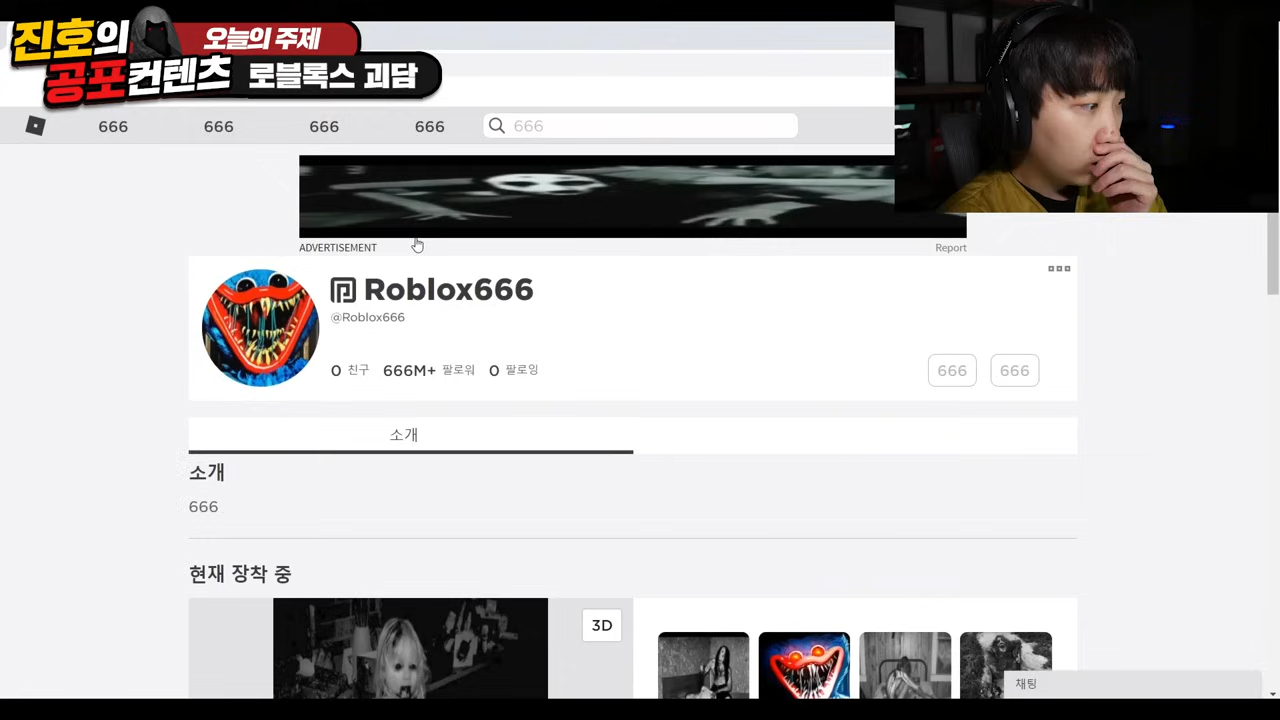 진호의
공포컨텐츠
오늘의 주제
로블록스 괴담
666 666 666 666 666
ADVERTISEMENT Report
Roblox666
@Roblox666
0 친구 666M+ 팔로워 0 팔로잉 666 666
소개
소개
666
현재 장착 중
3D
채팅